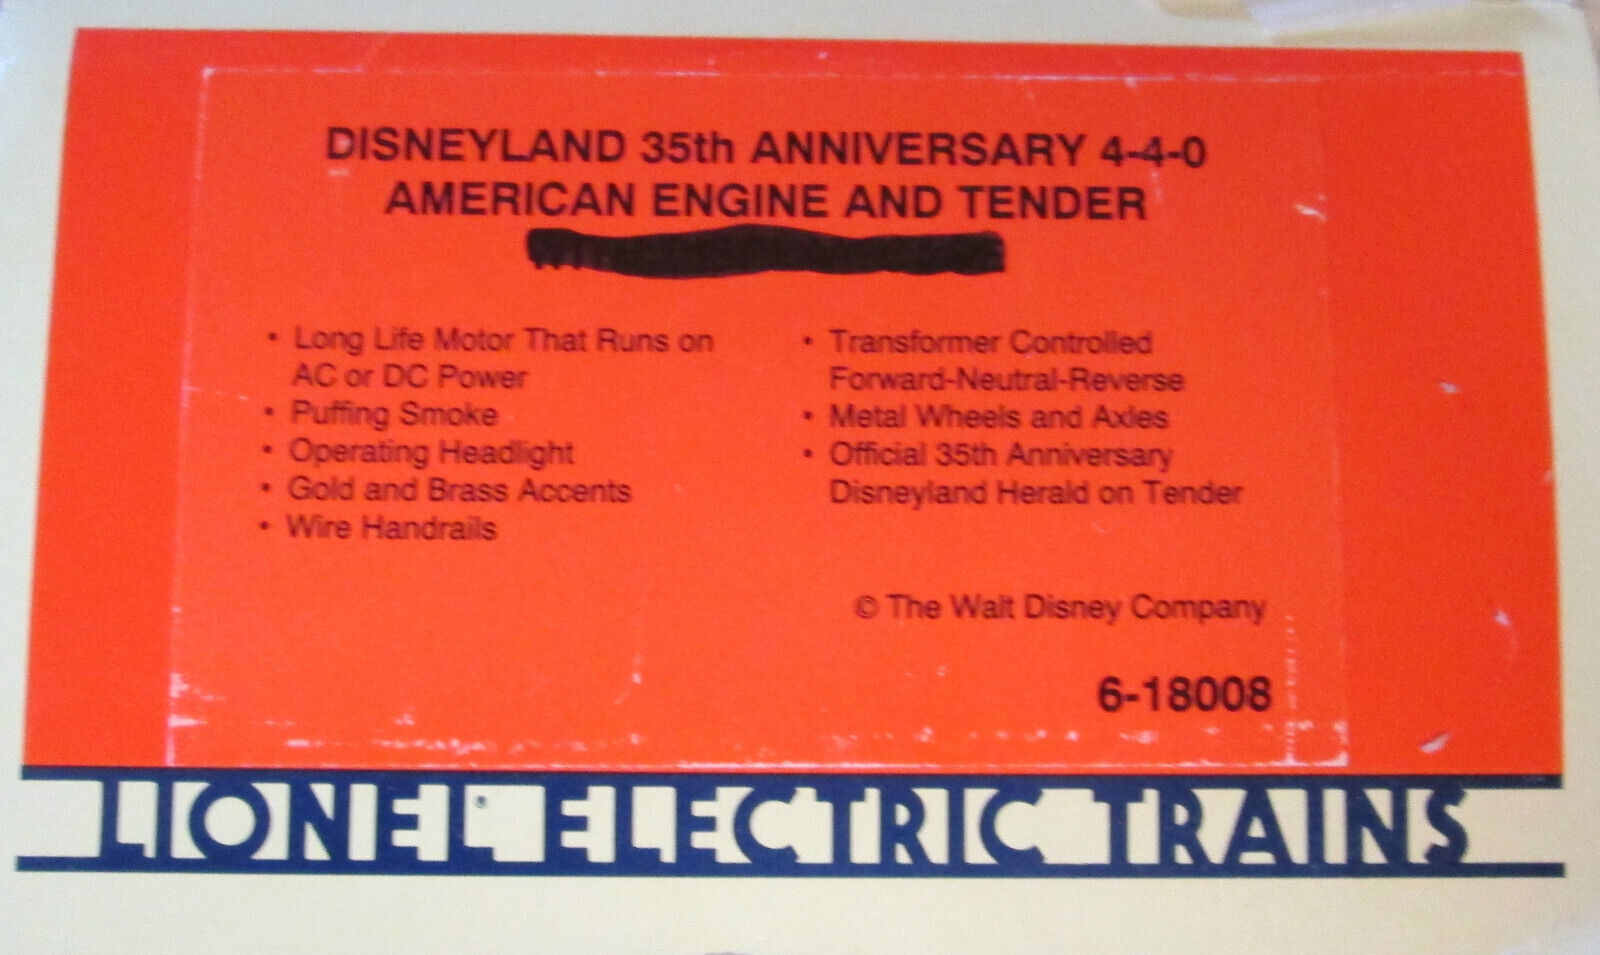 DISNEYLAND 35th ANNIVERSARY 4-4-0
AMERICAN ENGINE AND TENDER
• Long Life Motor That Runs on
AC or DC Power
• Puffing Smoke
• Operating Headlight
• Gold and Brass Accents
• Wire Handrails
• Transformer Controlled
Forward-Neutral-Reverse
• Metal Wheels and Axles
• Official 35th Anniversary
Disneyland Herald on Tender
© The Walt Disney Company
6-18008
LIONEL® ELECTRIC TRAINS